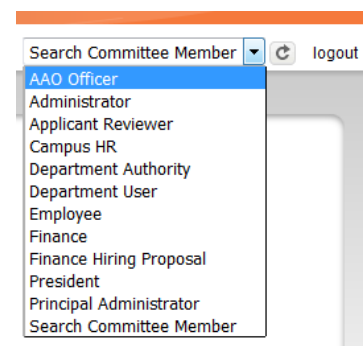 Search Committee Member logout
AAO Officer
Administrator
Applicant Reviewer
Campus HR
Department Authority
Department User
Employee
Finance
Finance Hiring Proposal
President
Principal Administrator
Search Committee Member